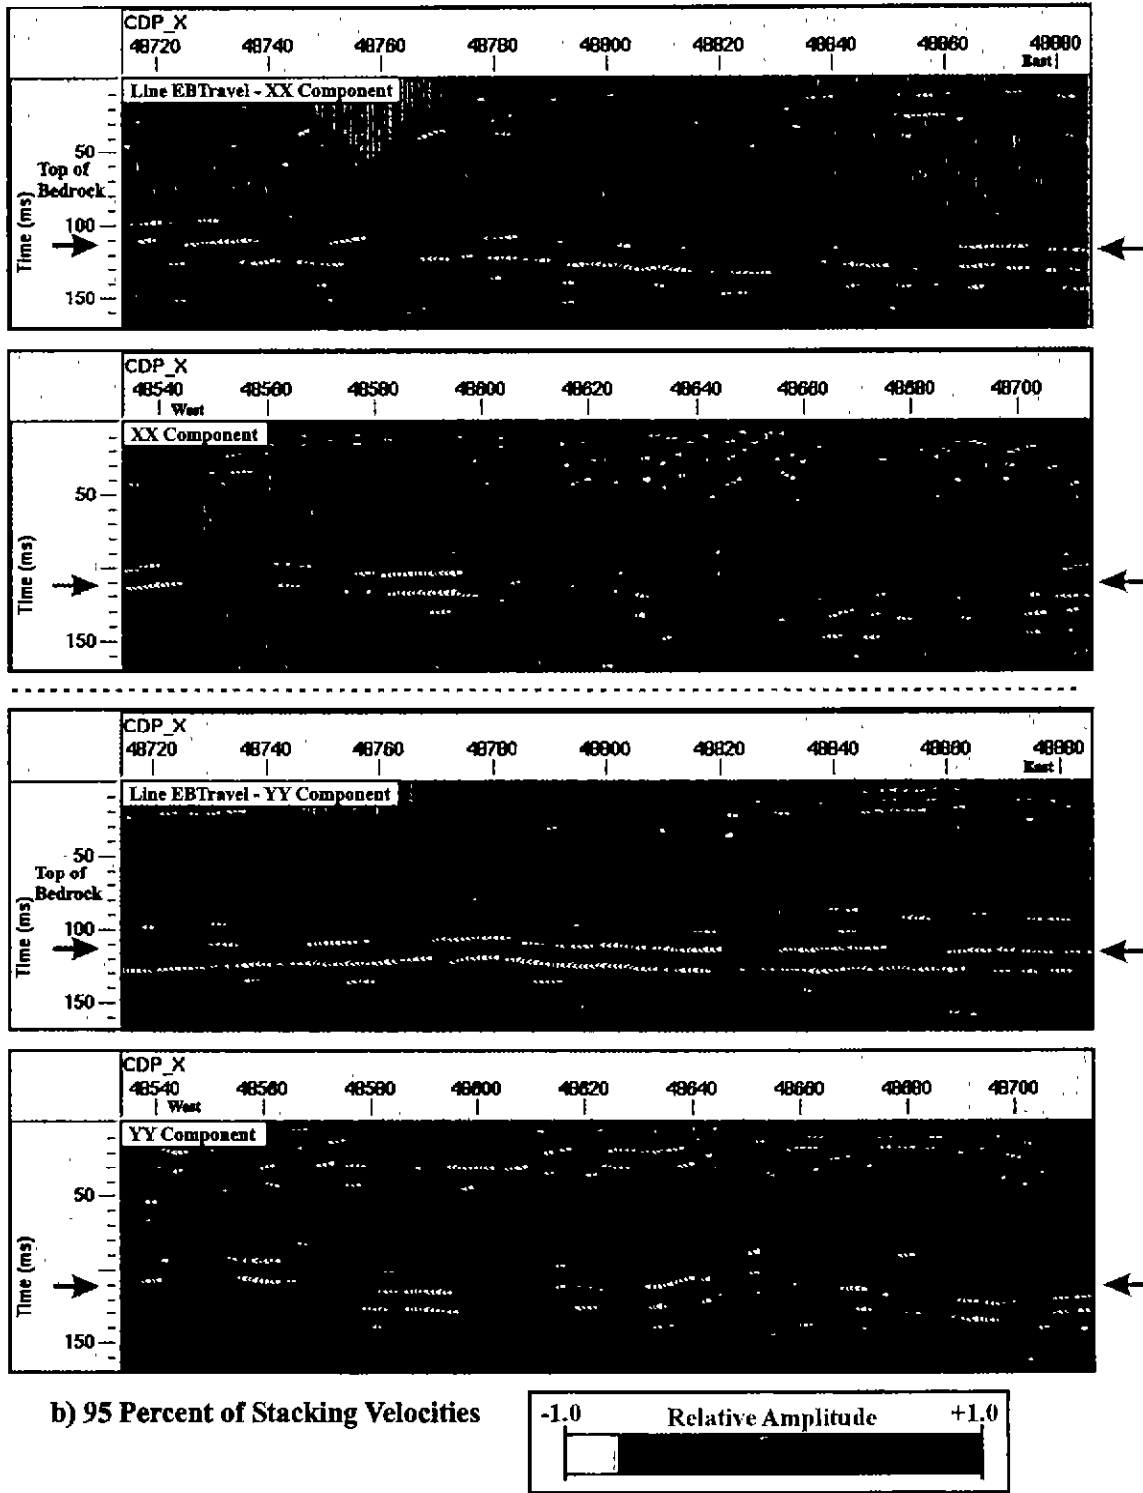 CDP_X
48720 48740 48760 48780 48800 48820 48840 48860 48880
East
Line EBTravel - XX Component
50
Top of
Bedrock
100
150
Time (ms)
CDP_X
48540 48560 48580 48600 48620 48640 48660 48680 48700
West
XX Component
50
150
Time (ms)
CDP_X
48720 48740 48760 48780 48800 48820 48840 48860 48880
East
Line EBTravel - YY Component
50
Top of
Bedrock
100
150
Time (ms)
CDP_X
48540 48560 48580 48600 48620 48640 48660 48680 48700
West
YY Component
50
150
Time (ms)
b) 95 Percent of Stacking Velocities
-1.0 Relative Amplitude +1.0